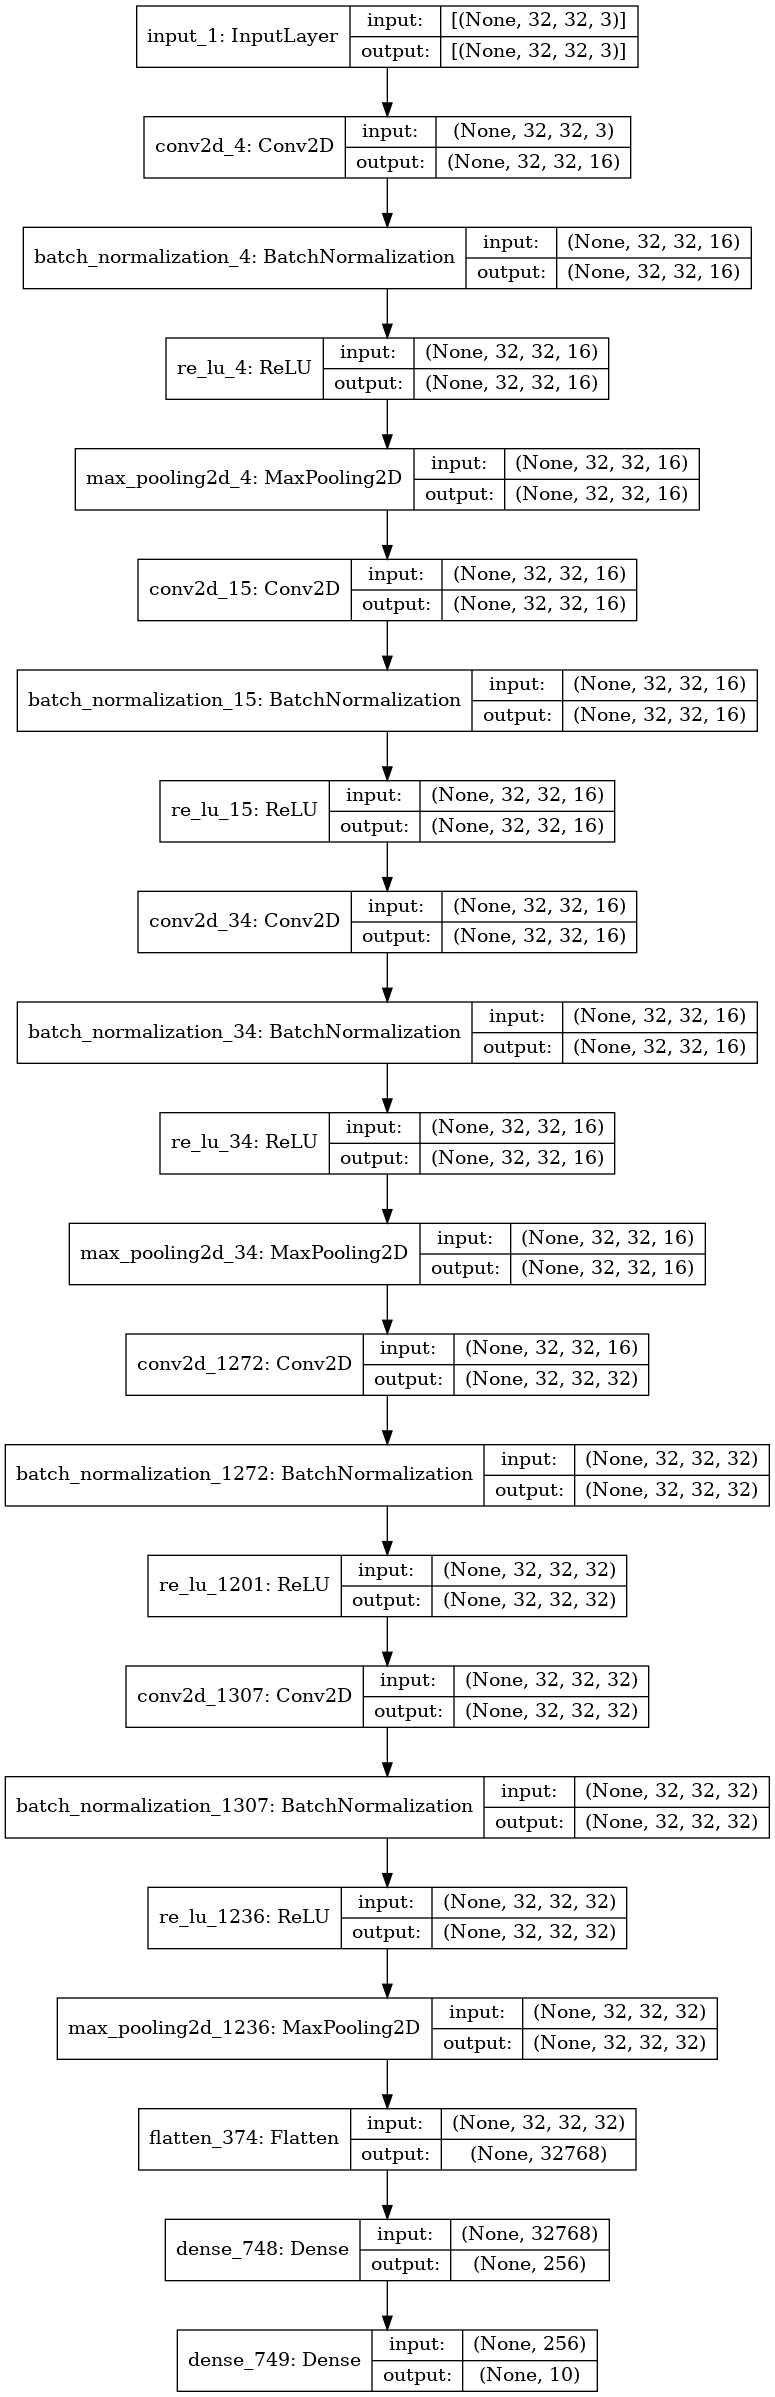 input_1: InputLayer input: [(None, 32, 32, 3)]
output: [(None, 32, 32, 3)]
conv2d_4: Conv2D input: (None, 32, 32, 3)
output: (None, 32, 32, 16)
batch_normalization_4: BatchNormalization input: (None, 32, 32, 16)
output: (None, 32, 32, 16)
re_lu_4: ReLU input: (None, 32, 32, 16)
output: (None, 32, 32, 16)
max_pooling2d_4: MaxPooling2D input: (None, 32, 32, 16)
output: (None, 32, 32, 16)
conv2d_15: Conv2D input: (None, 32, 32, 16)
output: (None, 32, 32, 16)
batch_normalization_15: BatchNormalization input: (None, 32, 32, 16)
output: (None, 32, 32, 16)
re_lu_15: ReLU input: (None, 32, 32, 16)
output: (None, 32, 32, 16)
conv2d_34: Conv2D input: (None, 32, 32, 16)
output: (None, 32, 32, 16)
batch_normalization_34: BatchNormalization input: (None, 32, 32, 16)
output: (None, 32, 32, 16)
re_lu_34: ReLU input: (None, 32, 32, 16)
output: (None, 32, 32, 16)
max_pooling2d_34: MaxPooling2D input: (None, 32, 32, 16)
output: (None, 32, 32, 16)
conv2d_1272: Conv2D input: (None, 32, 32, 16)
output: (None, 32, 32, 32)
batch_normalization_1272: BatchNormalization input: (None, 32, 32, 32)
output: (None, 32, 32, 32)
re_lu_1201: ReLU input: (None, 32, 32, 32)
output: (None, 32, 32, 32)
conv2d_1307: Conv2D input: (None, 32, 32, 32)
output: (None, 32, 32, 32)
batch_normalization_1307: BatchNormalization input: (None, 32, 32, 32)
output: (None, 32, 32, 32)
re_lu_1236: ReLU input: (None, 32, 32, 32)
output: (None, 32, 32, 32)
max_pooling2d_1236: MaxPooling2D input: (None, 32, 32, 32)
output: (None, 32, 32, 32)
flatten_374: Flatten input: (None, 32, 32, 32)
output: (None, 32768)
dense_748: Dense input: (None, 32768)
output: (None, 256)
dense_749: Dense input: (None, 256)
output: (None, 10)